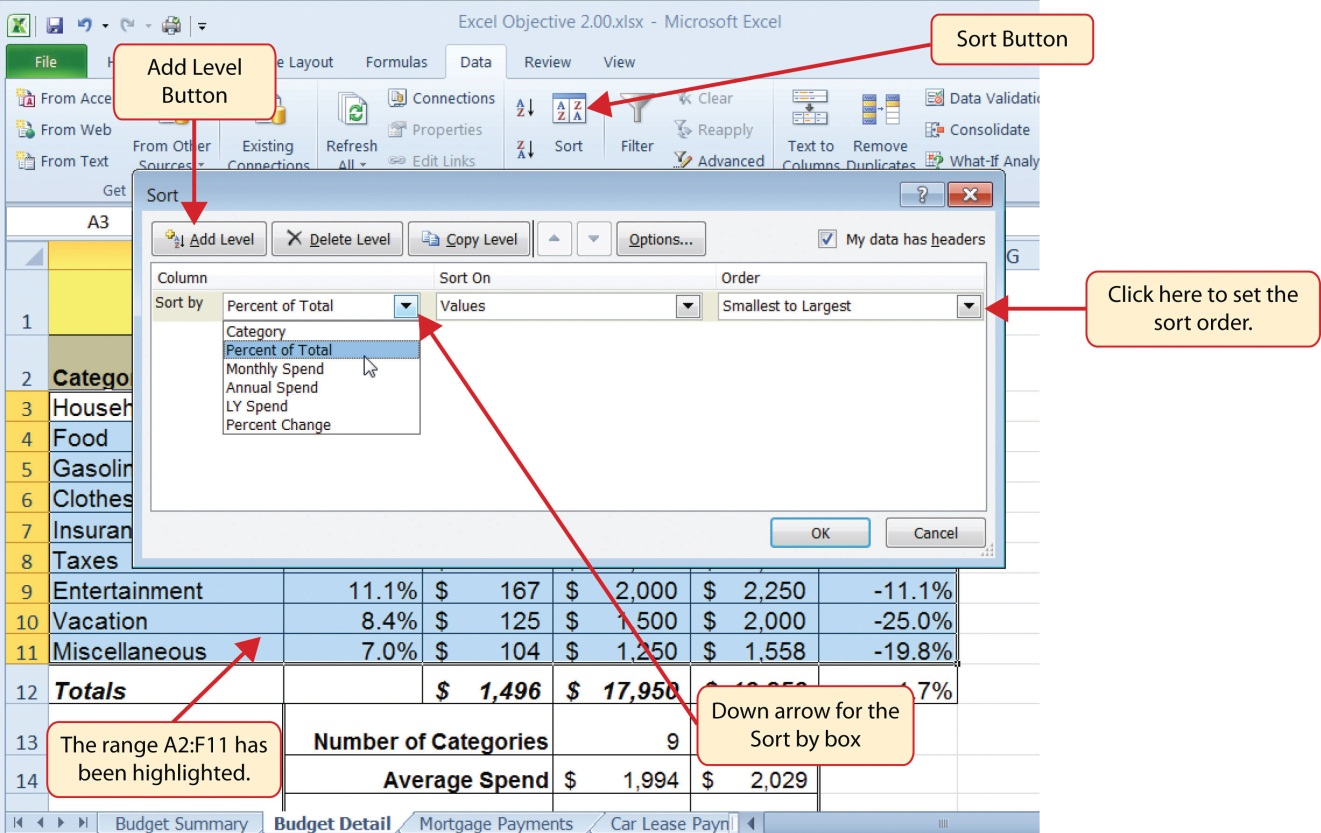 Excel Objective 2.00.xlsx - Microsoft Excel
Sort Button
File
Add Level
Button
Layout
Formulas
Data
Review
View
From
From Web
From Text
From Other
Sources
Existing
Connections
Refresh
All
Connections
Properties
Edit Links
Sort
Filter
Clear
Reapply
Advanced
Text to
Columns
Remove
Duplicates
Data
Consolidate
What-If
Get
Sort
A3
Add Level
Delete Level
Copy Level
Options...
My data has headers
G
Column
Sort On
Order
Sort by
Percent of Total
Values
Smallest to Largest
Click here to set the
sort order.
Category
Percent of Total
Monthly Spend
Annual Spend
LY Spend
Percent Change
OK
Cancel
1
2
3
4 Food
5
6 Clothes
7
8 Taxes
9 Entertainment 11.1% $ 167 $ 2,000 $ 2,250 -11.1%
10 Vacation 8.4% $ 125 $ 1,500 $ 2,000 -25.0%
11 Miscellaneous 7.0% $ 104 $ 1,250 $ 1,558 -19.8%
12 Totals $ 1,496 $ 17,950
The range A2:F11 has
been highlighted.
Down arrow for the
Sort by box
13 Number of Categories 9
14 Average Spend $ 1,994 $ 2,029
Budget Summary
Budget Detail
Mortgage Payments
Car Lease